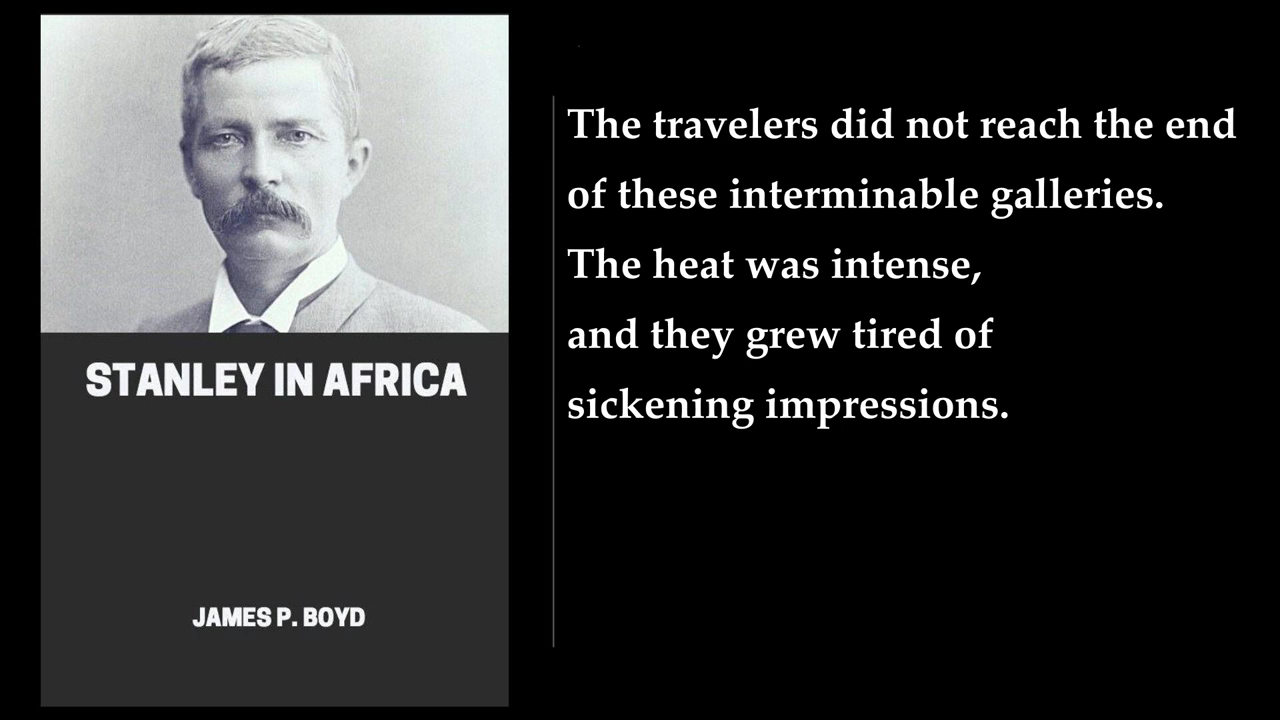 STANLEY IN AFRICA
JAMES P. BOYD
The travelers did not reach the end
of these interminable galleries.
The heat was intense,
and they grew tired of
sickening impressions.